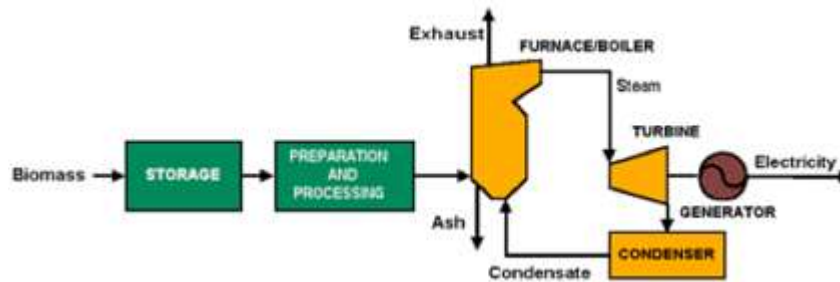 Exhaust
FURNACE/BOILER
Steam
TURBINE
Biomass
STORAGE
PREPARATION
AND
PROCESSING
Electricity
GENERATOR
Ash
Condensate
CONDENSER